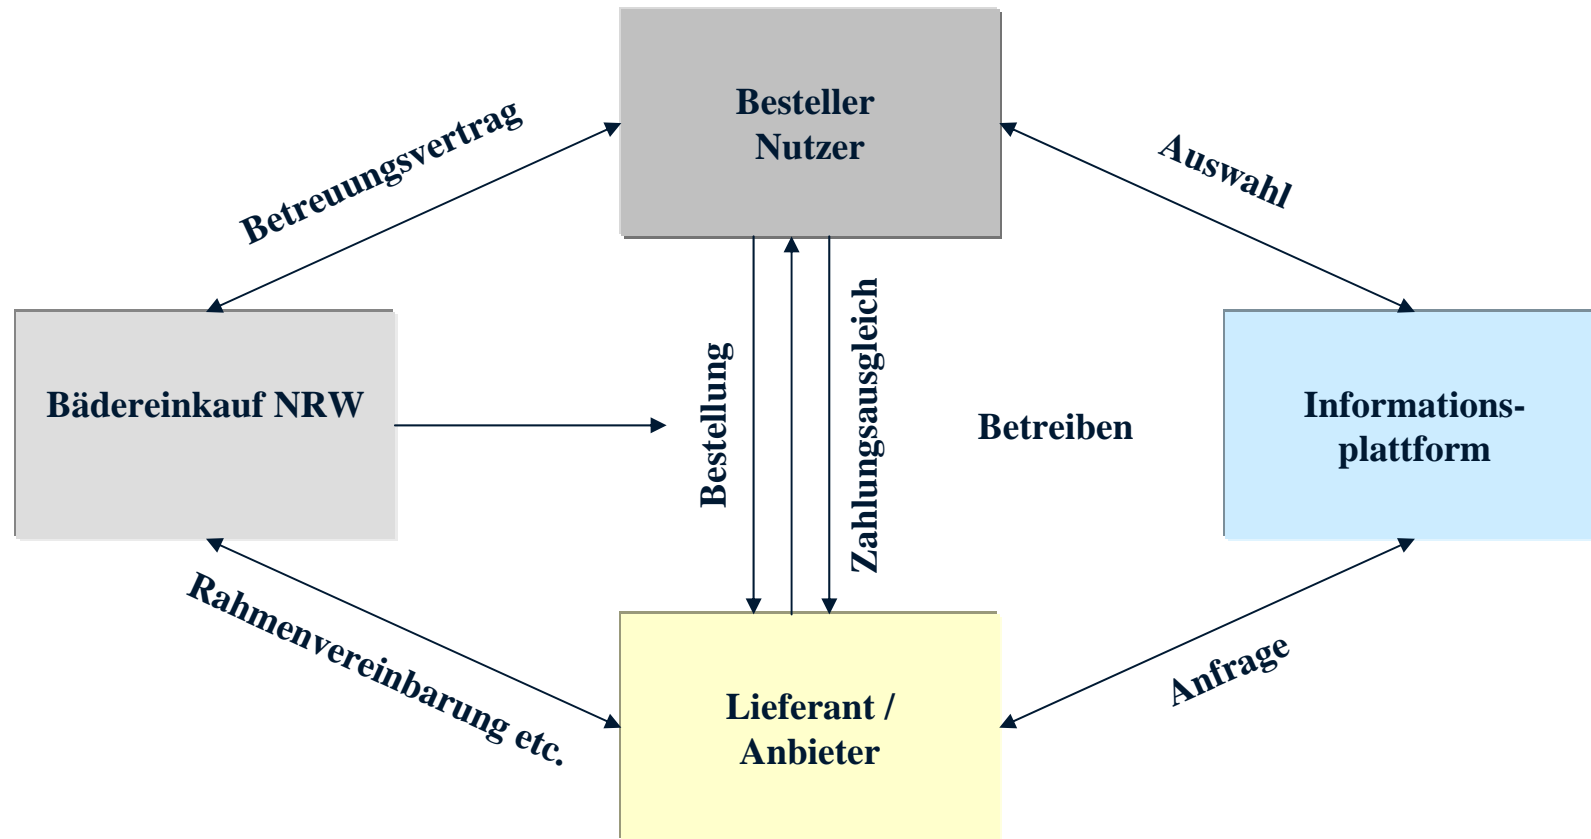 Besteller
Nutzer
Betreuungsvertrag
Auswahl
Bädereinkauf NRW
Bestellung
Zahlungsausgleich
Betreiben
Informations-
plattform
Rahmenvereinbarung etc.
Anfrage
Lieferant /
Anbieter